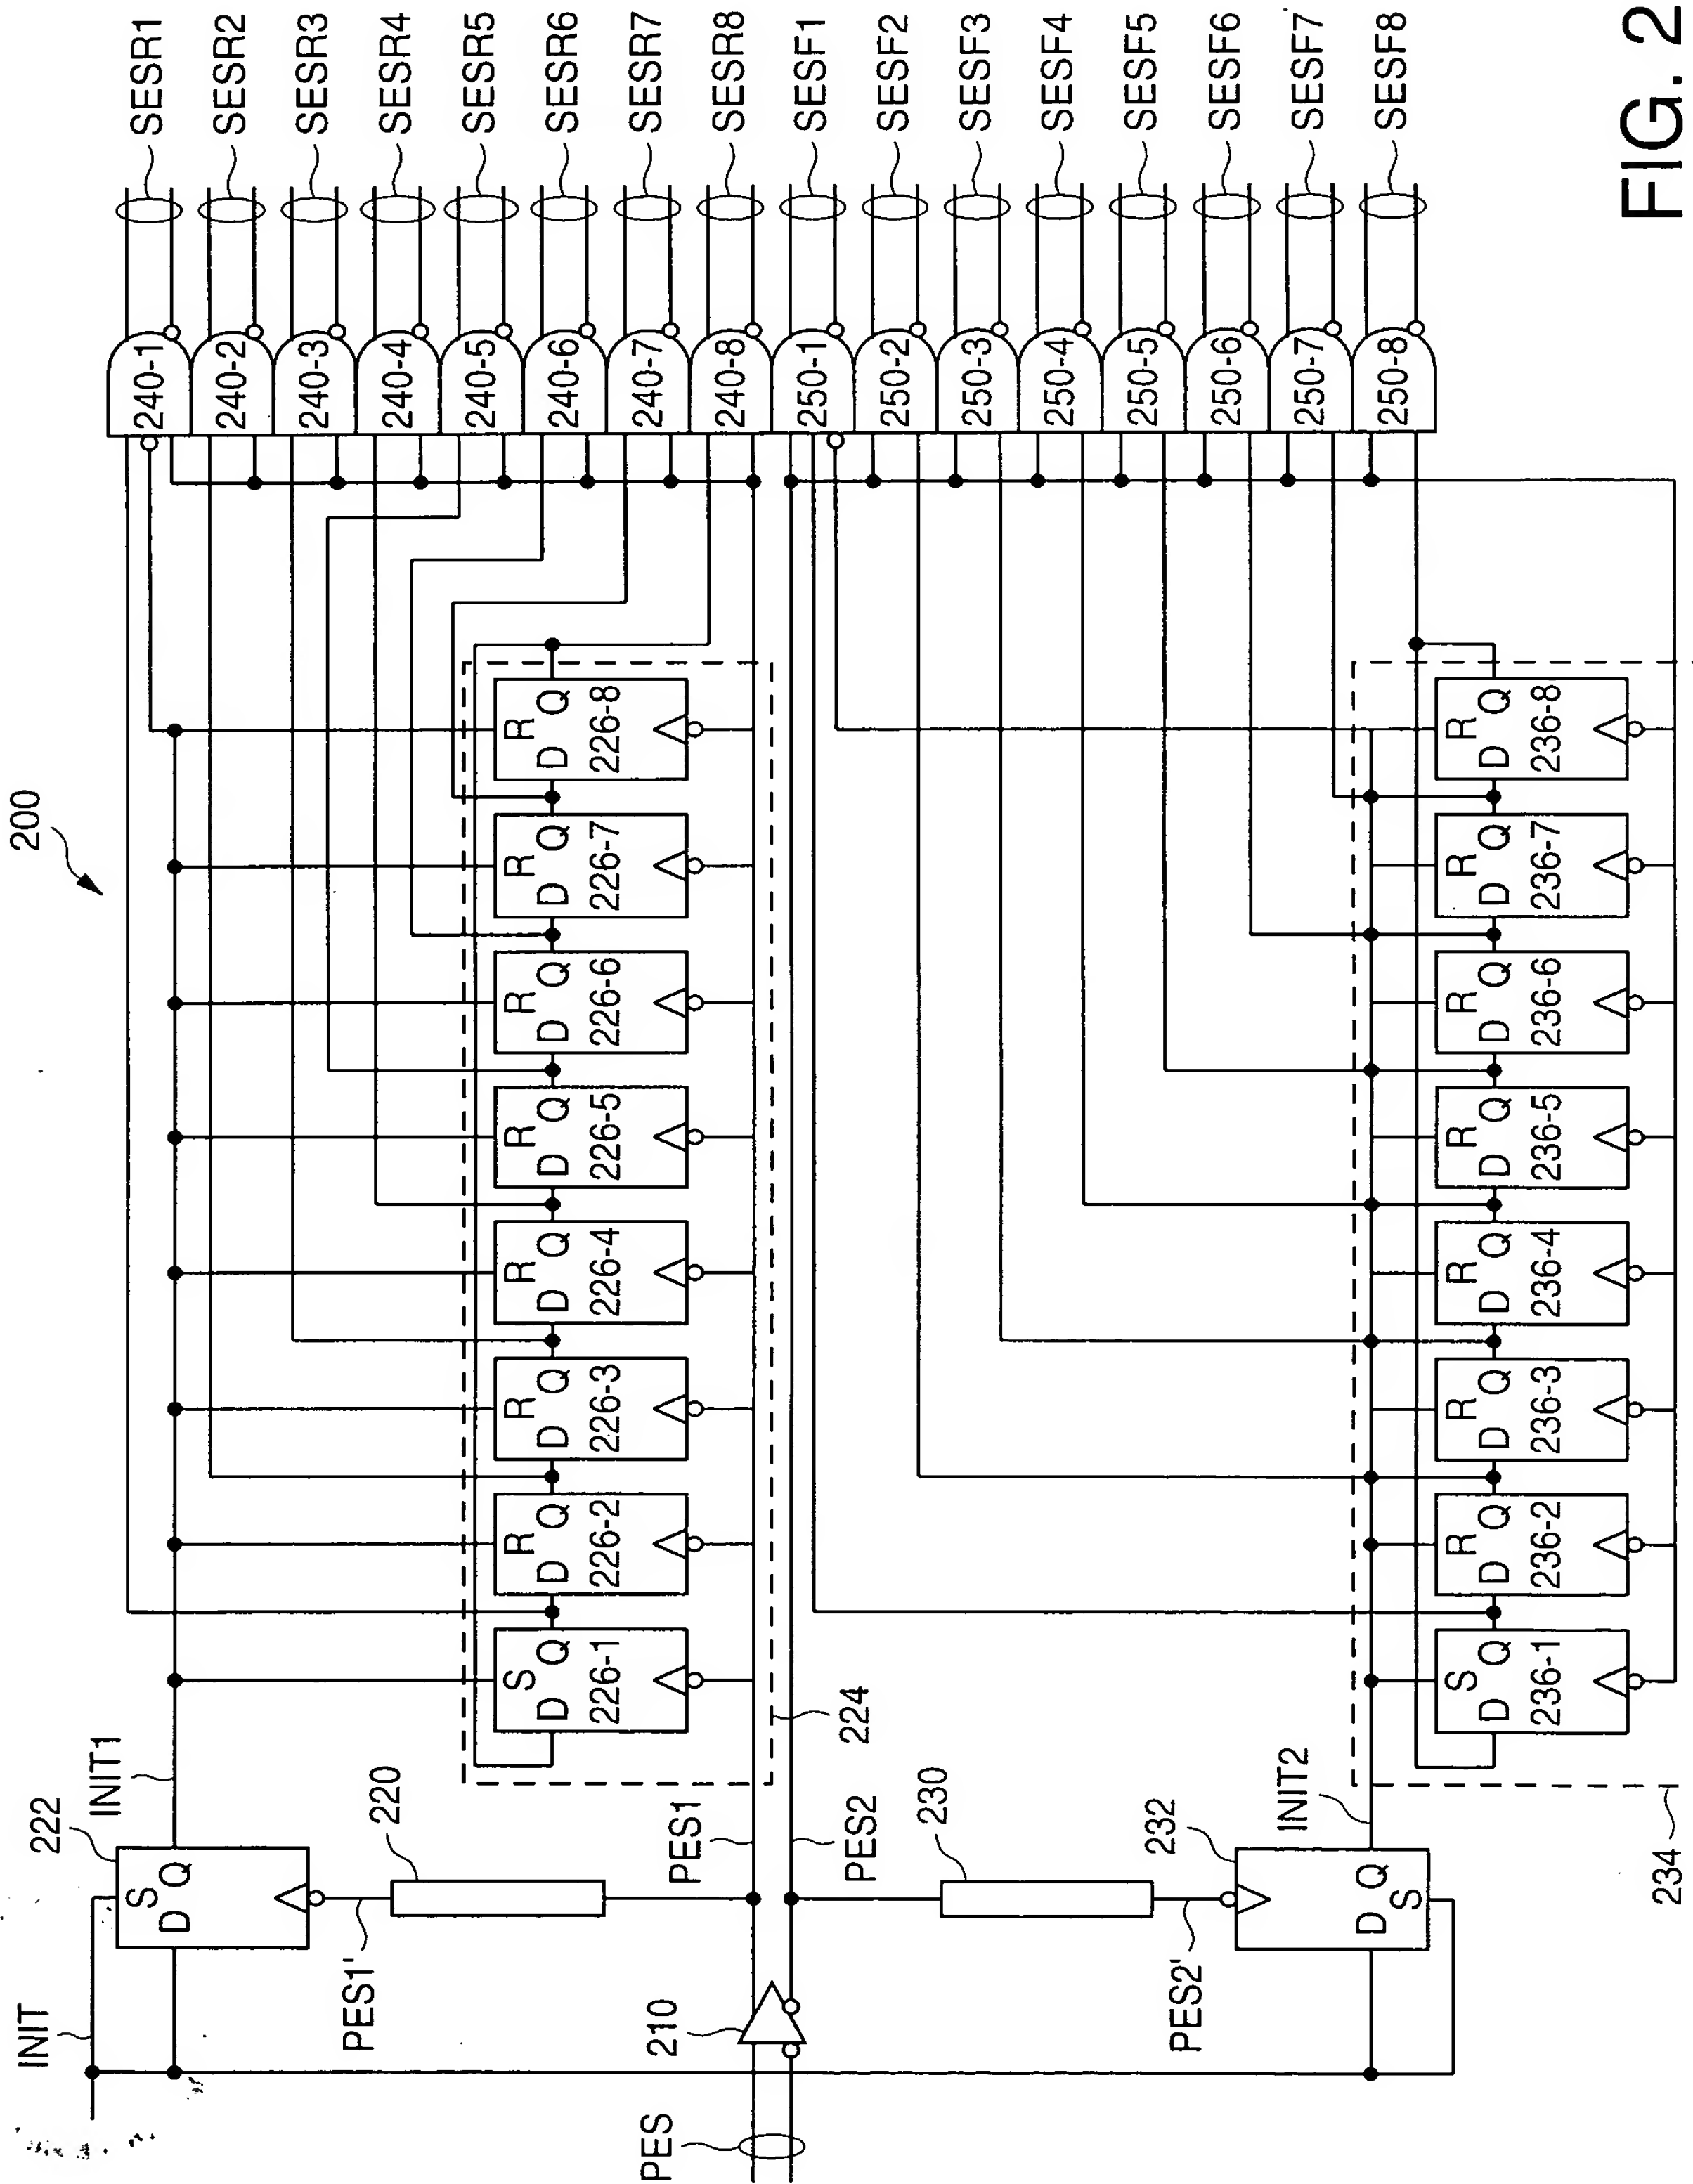 FIG. 2
200
INIT
222
INIT1
S
D Q
PES1'
220
PES
210
PES1
PES2
224
230
PES2'
232
INIT2
D Q
S
234
S
D Q
226-1
R
D Q
226-2
R
D Q
226-3
R
D Q
226-4
R
D Q
226-5
R
D Q
226-6
R
D Q
226-7
R
D Q
226-8
S
D Q
236-1
R
D Q
236-2
R
D Q
236-3
R
D Q
236-4
R
D Q
236-5
R
D Q
236-6
R
D Q
236-7
R
D Q
236-8
240-1
240-2
240-3
240-4
240-5
240-6
240-7
240-8
250-1
250-2
250-3
250-4
250-5
250-6
250-7
250-8
SESR1
SESR2
SESR3
SESR4
SESR5
SESR6
SESR7
SESR8
SESF1
SESF2
SESF3
SESF4
SESF5
SESF6
SESF7
SESF8